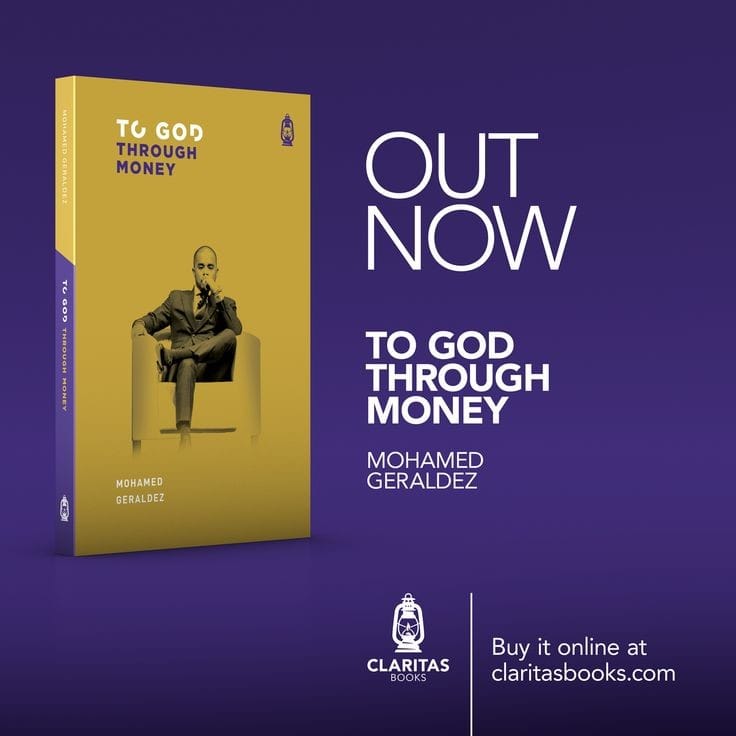 TO GOD
THROUGH
MONEY
MOHAMED GERALDEZ
TO GOD THROUGH MONEY
MOHAMED
GERALDEZ
OUT
NOW
TO GOD
THROUGH
MONEY
MOHAMED
GERALDEZ
CLARITAS
BOOKS
Buy it online at
claritasbooks.com